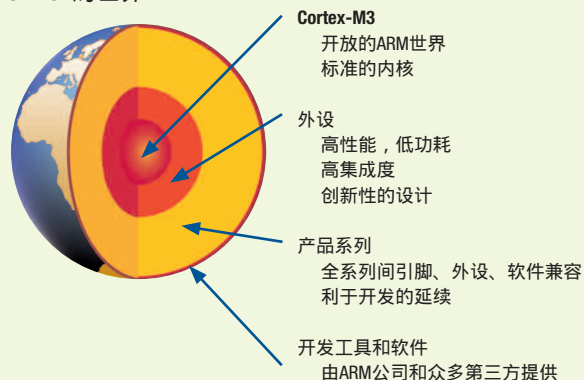 Cortex-M3
开放的ARM世界
标准的内核
外设
高性能，低功耗
高集成度
创新性的设计
产品系列
全系列间引脚、外设、软件兼容
利于开发的延续
开发工具和软件
由ARM公司和众多第三方提供